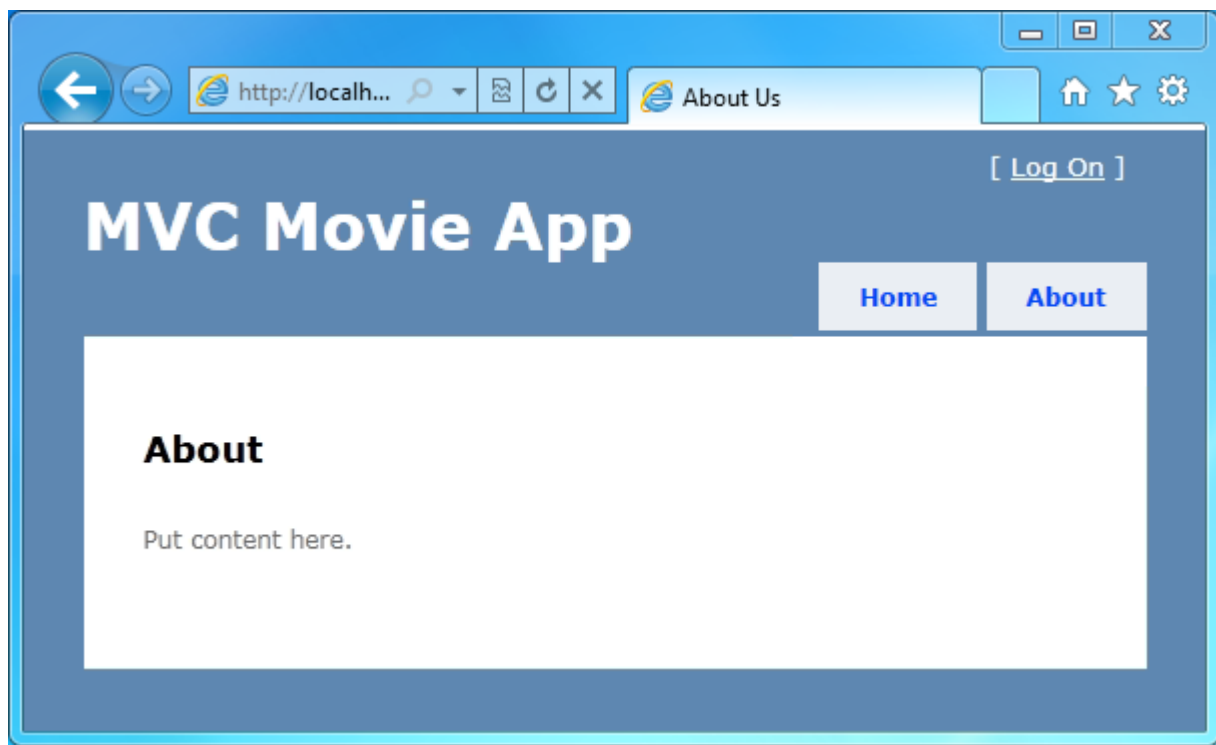 http://localh...
About Us
[ Log On ]
MVC Movie App
Home
About
About
Put content here.